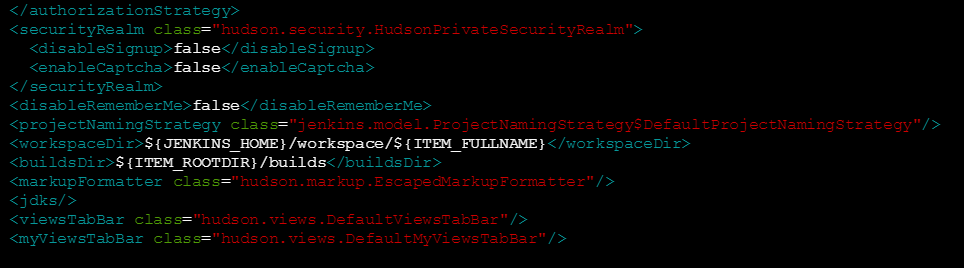 </authorizationStrategy>
<securityRealm class="hudson.security.HudsonPrivateSecurityRealm">
<disableSignup>false</disableSignup>
<enableCaptcha>false</enableCaptcha>
</securityRealm>
<disableRememberMe>false</disableRememberMe>
<projectNamingStrategy class="jenkins.model.ProjectNamingStrategy$DefaultProjectNamingStrategy"/>
<workspaceDir>${JENKINS_HOME}/workspace/${ITEM_FULLNAME}</workspaceDir>
<buildsDir>${ITEM_ROOTDIR}/builds</buildsDir>
<markupFormatter class="hudson.markup.EscapedMarkupFormatter"/>
<jdks/>
<viewsTabBar class="hudson.views.DefaultViewsTabBar"/>
<myViewsTabBar class="hudson.views.DefaultMyViewsTabBar"/>